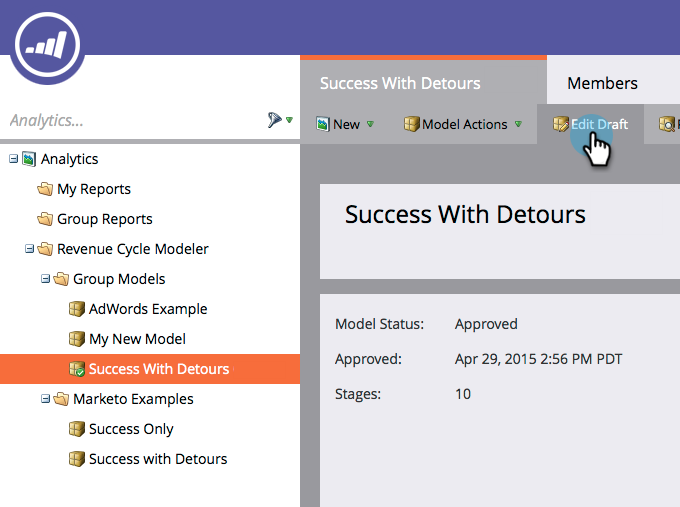 Success With Detours
Members
Analytics...
New
Model Actions
Edit Draft
Analytics
My Reports
Group Reports
Revenue Cycle Modeler
Group Models
AdWords Example
My New Model
Success With Detours
Marketo Examples
Success Only
Success with Detours
Success With Detours
Model Status: Approved
Approved: Apr 29, 2015 2:56 PM PDT
Stages: 10